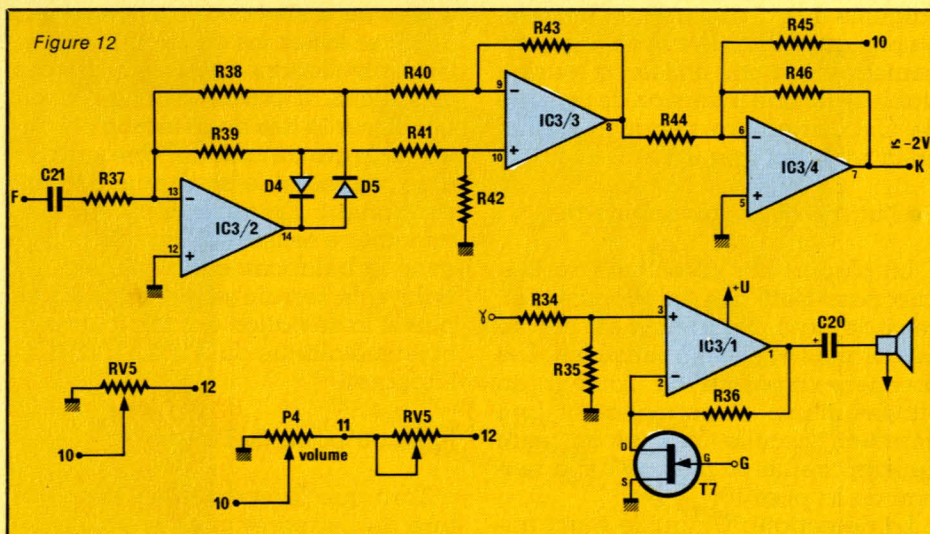 Figure 12
R43
R45
10
R38
R40
R46
9
IC3/3
8
R39
R41
R44
6
10
IC3/4
≤ -2V
7
K
C21
R37
D4
D5
F
13
R42
5
IC3/2
14
12
+U
R34
3
IC3/1
C20
1
R35
2
R36
RV5
12
P4
11
RV5
12
volume
D
G
G
S
T7
10
10